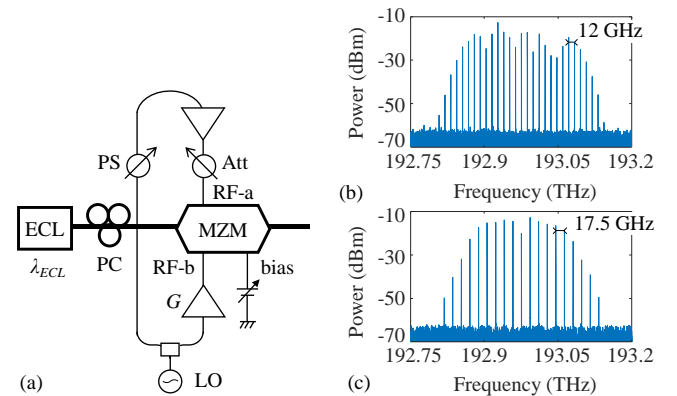 PS
Att
RF-a
ECL
MZM
λECL
PC
RF-b
bias
G
LO
(a)
Power (dBm)
-10
-30
-50
-70
12 GHz
192.75
192.9
193.05
193.2
(b)
Frequency (THz)
Power (dBm)
-10
-30
-50
-70
17.5 GHz
192.75
192.9
193.05
193.2
(c)
Frequency (THz)